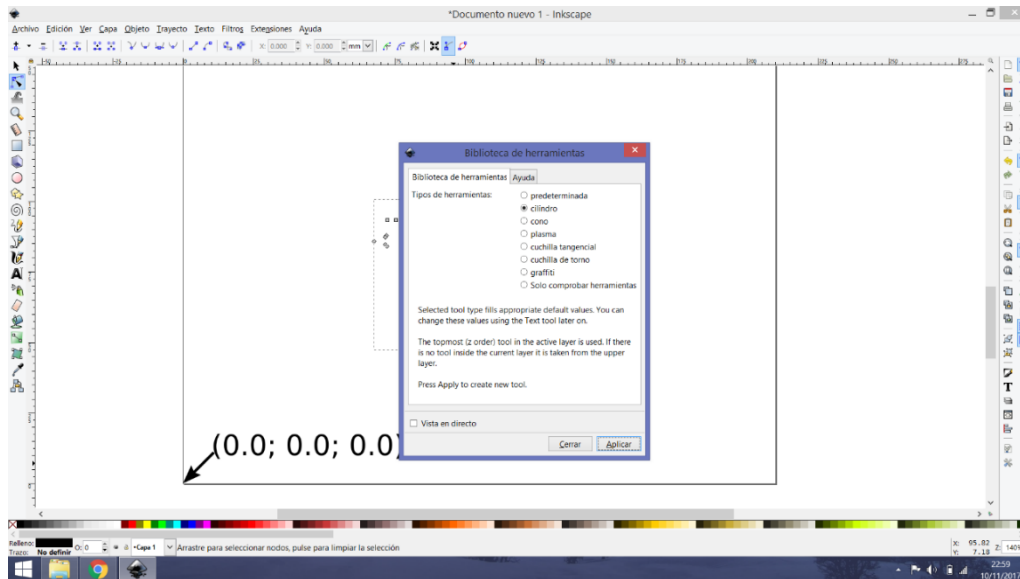 *Documento nuevo 1 - Inkscape
Archivo Edición Ver Capa Objeto Trayecto Texto Filtros Extensiones Ayuda
X: 0.000 Y: 0.000 mm
Biblioteca de herramientas
Biblioteca de herramientas Ayuda
Tipos de herramientas:
predeterminada
cilindro
cono
plasma
cuchilla tangencial
cuchilla de torno
graffiti
Solo comprobar herramientas
Selected tool type fills appropriate default values. You can
change these values using the Text tool later on.
The topmost (z order) tool in the active layer is used. If there
is no tool inside the current layer it is taken from the upper
layer.
Press Apply to create new tool.
Vista en directo
Cerrar Aplicar
(0.0; 0.0; 0.0)
Relleno:
Trazo: No definir
O: 0
Capa 1
Arrastre para seleccionar nodos, pulse para limpiar la selección
X: 95.82
Y: 7.18
Z: 140%
22:59
10/11/2017